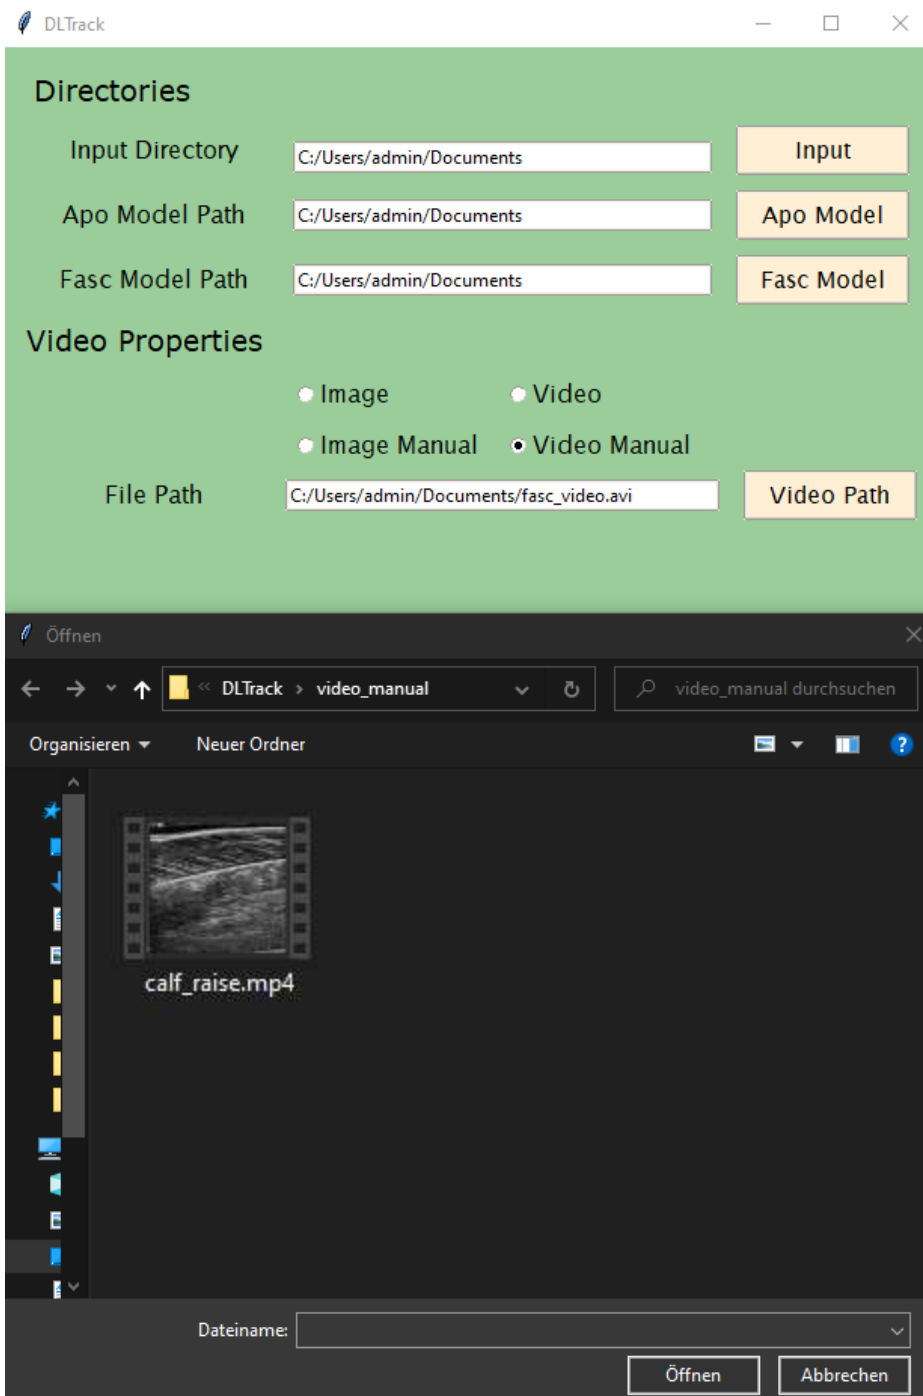 DLTrack
Directories
Input Directory C:/Users/admin/Documents Input
Apo Model Path C:/Users/admin/Documents Apo Model
Fasc Model Path C:/Users/admin/Documents Fasc Model
Video Properties
Image Video
Image Manual Video Manual
File Path C:/Users/admin/Documents/fasc_video.avi Video Path
Öffnen
« DLTrack › video_manual video_manual durchsuchen
Organisieren Neuer Ordner ?
calf_raise.mp4
Dateiname:
Öffnen Abbrechen